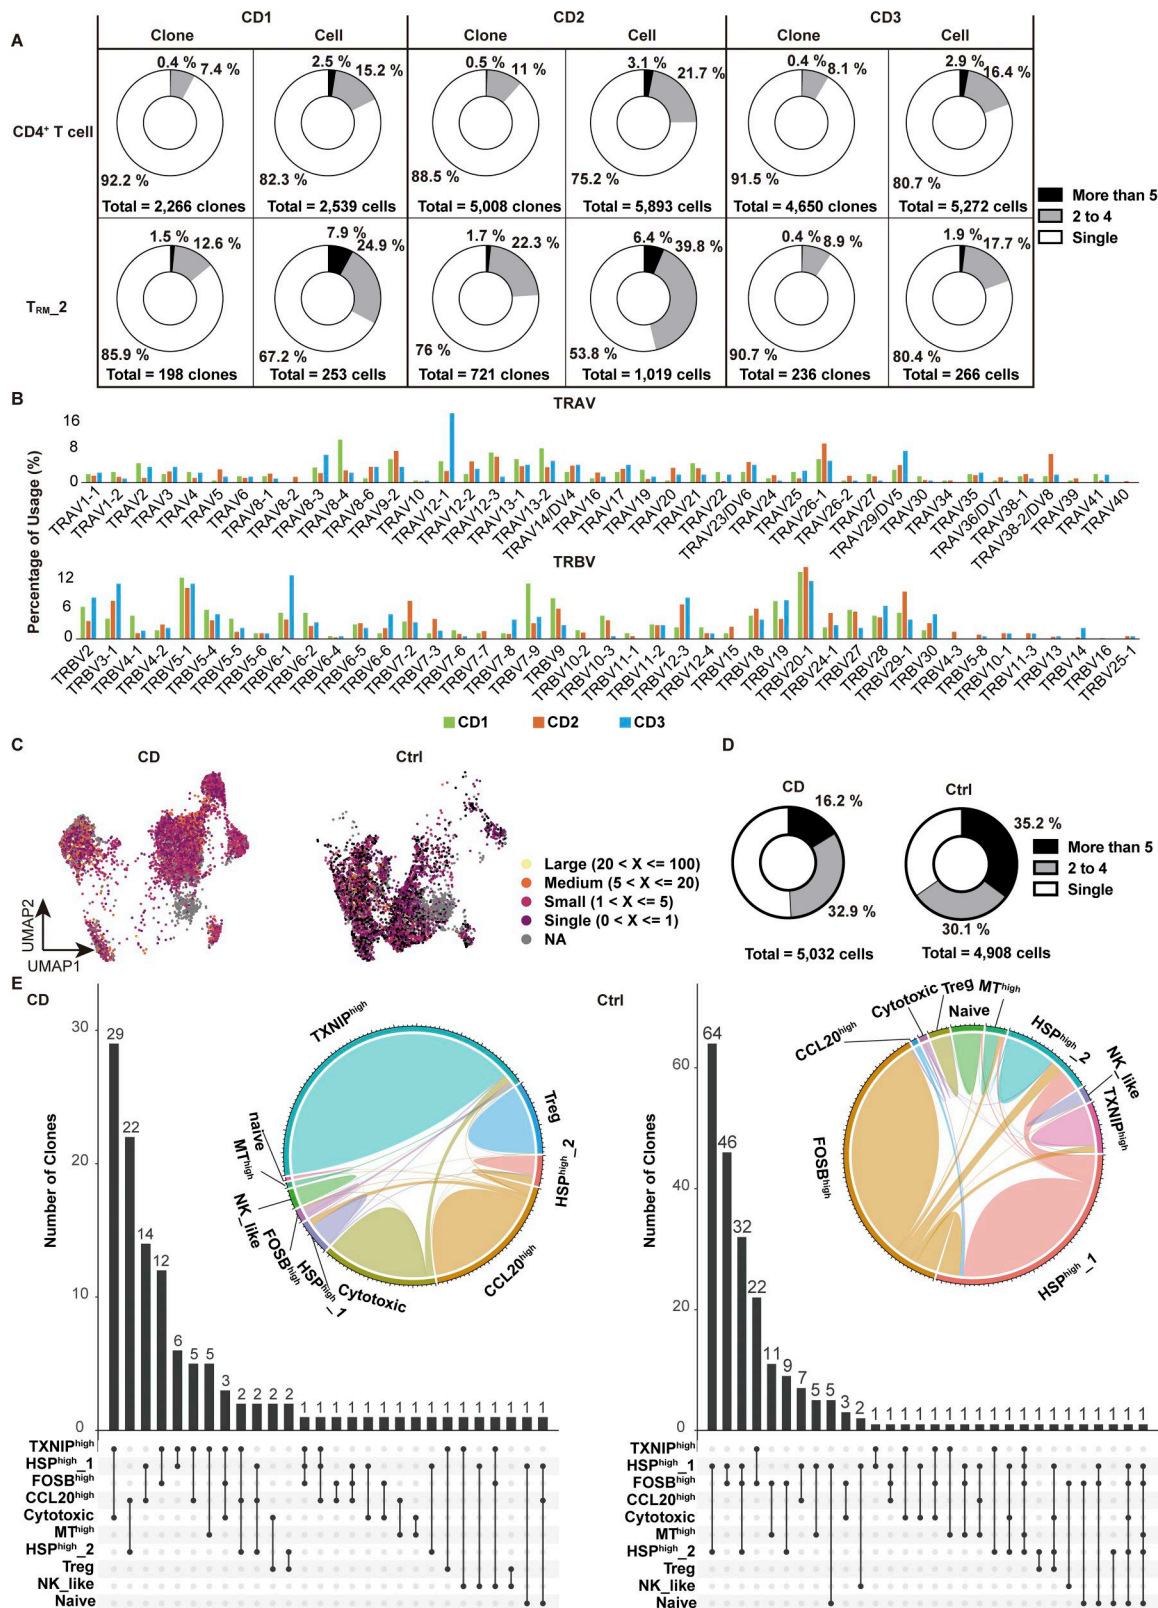 CD1 CD2 CD3
A Clone Cell Clone Cell Clone Cell
0.4 % 7.4 % 2.5 % 15.2 % 0.5 % 11 % 3.1 % 21.7 % 0.4 % 8.1 % 2.9 % 16.4 %
CD4⁺ T cell
92.2 % 82.3 % 88.5 % 75.2 % 91.5 % 80.7 %
Total = 2,266 clones Total = 2,539 cells Total = 5,008 clones Total = 5,893 cells Total = 4,650 clones Total = 5,272 cells
More than 5
2 to 4
Single
1.5 % 12.6 % 7.9 % 24.9 % 1.7 % 22.3 % 6.4 % 39.8 % 0.4 % 8.9 % 1.9 % 17.7 %
TRM_2
85.9 % 67.2 % 76 % 53.8 % 90.7 % 80.4 %
Total = 198 clones Total = 253 cells Total = 721 clones Total = 1,019 cells Total = 236 clones Total = 266 cells
B TRAV
Percentage of Usage (%)
16
8
0
TRAV1-1 TRAV1-2 TRAV2 TRAV3 TRAV4 TRAV5 TRAV6 TRAV8-1 TRAV8-2 TRAV8-3 TRAV8-4 TRAV8-6 TRAV9-2 TRAV10 TRAV12-1 TRAV12-2 TRAV12-3 TRAV13-1 TRAV13-2 TRAV14/DV4 TRAV16 TRAV17 TRAV19 TRAV20 TRAV21 TRAV22 TRAV23/DV6 TRAV24 TRAV25 TRAV26-1 TRAV26-2 TRAV27 TRAV29/DV5 TRAV30 TRAV34 TRAV35 TRAV36/DV7 TRAV38-1 TRAV38-2/DV8 TRAV39 TRAV41 TRAV40
TRBV
12
6
0
TRBV2 TRBV3-1 TRBV4-1 TRBV4-2 TRBV5-1 TRBV5-4 TRBV5-5 TRBV5-6 TRBV6-1 TRBV6-2 TRBV6-4 TRBV6-5 TRBV6-6 TRBV7-2 TRBV7-3 TRBV7-6 TRBV7-7 TRBV7-8 TRBV7-9 TRBV9 TRBV10-2 TRBV10-3 TRBV11-1 TRBV11-2 TRBV12-3 TRBV12-4 TRBV15 TRBV18 TRBV19 TRBV20-1 TRBV24-1 TRBV27 TRBV28 TRBV29-1 TRBV30 TRBV4-3 TRBV5-8 TRBV10-1 TRBV11-3 TRBV13 TRBV14 TRBV16 TRBV25-1
CD1 CD2 CD3
C CD Ctrl
UMAP2
UMAP1
Large (20 < X <= 100)
Medium (5 < X <= 20)
Small (1 < X <= 5)
Single (0 < X <= 1)
NA
D CD Ctrl
16.2 % 35.2 %
32.9 % 30.1 %
More than 5
2 to 4
Single
Total = 5,032 cells Total = 4,908 cells
E CD
Number of Clones
30
20
10
0
29 22 14 12 6 5 5 3 2 2 2 2 1 1 1 1 1 1 1 1 1 1 1 1 1 1 1 1
TXNIPhigh
Treg
HSPhigh_2
CCL20high
Cytotoxic
HSPhigh_1
FOSBhigh
NK_like
MThigh
naive
TXNIPhigh
HSPhigh_1
FOSBhigh
CCL20high
Cytotoxic
MThigh
HSPhigh_2
Treg
NK_like
Naive
Ctrl
Number of Clones
60
40
20
0
64 46 32 22 11 9 7 5 5 3 2 1 1 1 1 1 1 1 1 1 1 1 1 1 1 1 1 1 1 1
CCL20high
Cytotoxic
Treg
Naive
MThigh
HSPhigh_2
NK_like
TXNIPhigh
HSPhigh_1
FOSBhigh
TXNIPhigh
HSPhigh_1
FOSBhigh
CCL20high
Cytotoxic
MThigh
HSPhigh_2
Treg
NK_like
Naive